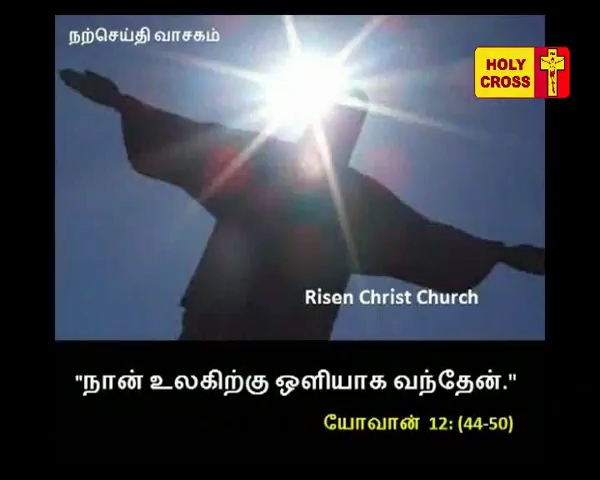 நற்செய்தி வாசகம்
HOLY
CROSS
Risen Christ Church
"நான் உலகிற்கு ஒளியாக வந்தேன்."
யோவான் 12: (44-50)